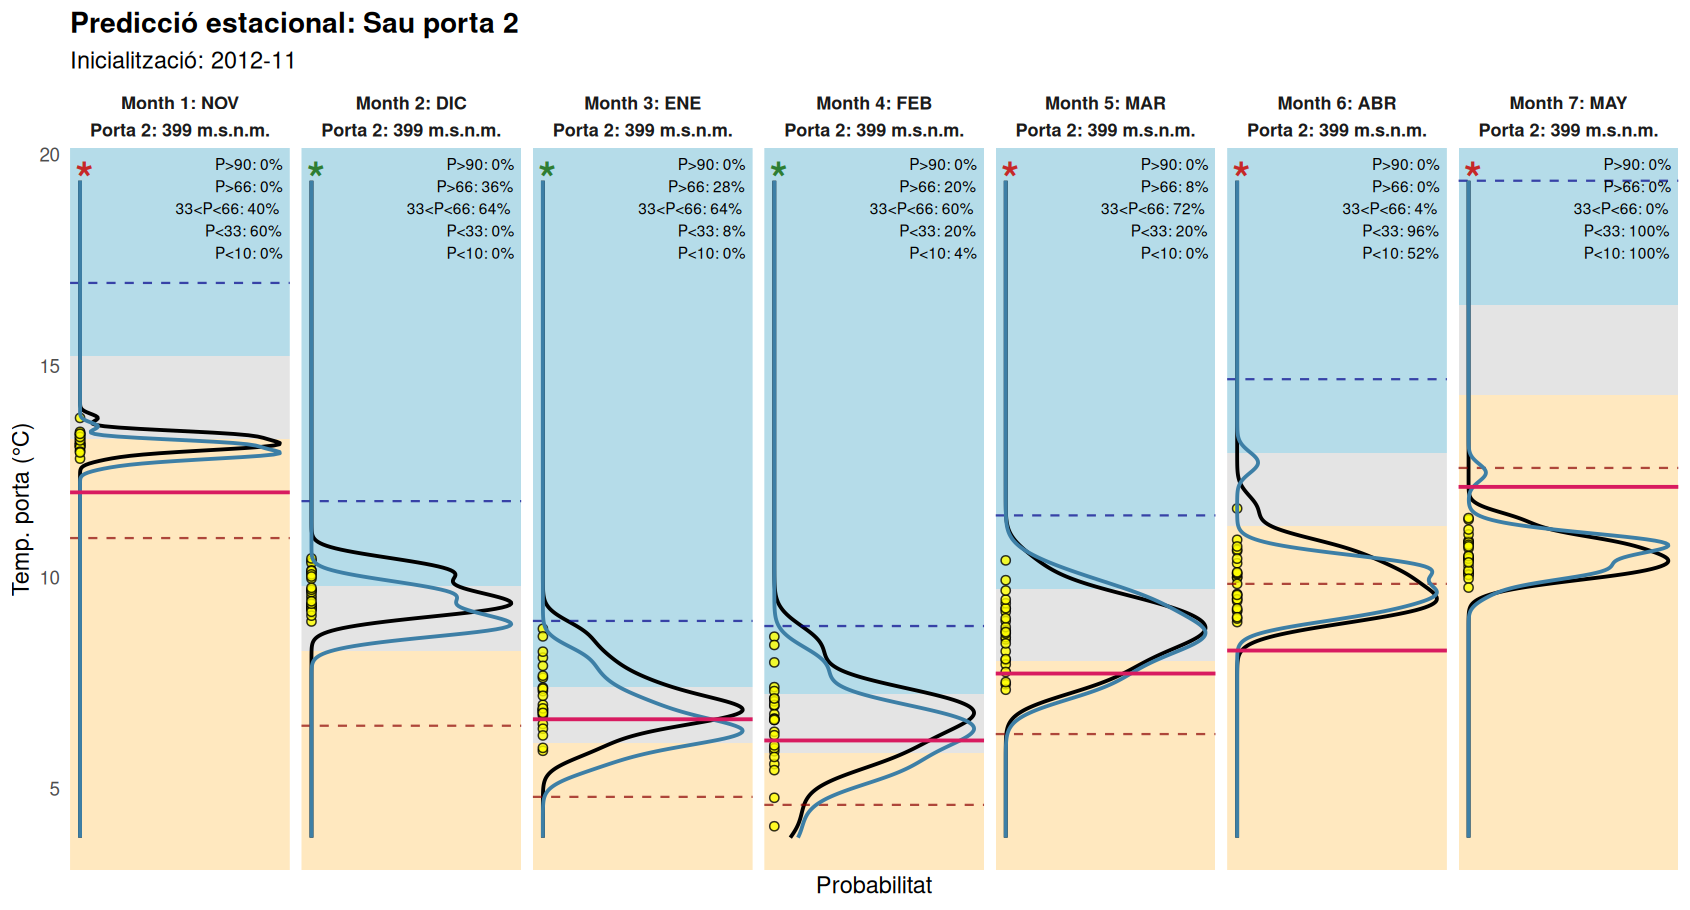 Predicció estacional: Sau porta 2
Inicialització: 2012-11
Month 1: NOV
Porta 2: 399 m.s.n.m.
Month 2: DIC
Porta 2: 399 m.s.n.m.
Month 3: ENE
Porta 2: 399 m.s.n.m.
Month 4: FEB
Porta 2: 399 m.s.n.m.
Month 5: MAR
Porta 2: 399 m.s.n.m.
Month 6: ABR
Porta 2: 399 m.s.n.m.
Month 7: MAY
Porta 2: 399 m.s.n.m.
Temp. porta (°C)
20
15
10
5
*
P>90: 0%
P>66: 0%
33<P<66: 40%
P<33: 60%
P<10: 0%
*
P>90: 0%
P>66: 36%
33<P<66: 64%
P<33: 0%
P<10: 0%
*
P>90: 0%
P>66: 28%
33<P<66: 64%
P<33: 8%
P<10: 0%
*
P>90: 0%
P>66: 20%
33<P<66: 60%
P<33: 20%
P<10: 4%
*
P>90: 0%
P>66: 8%
33<P<66: 72%
P<33: 20%
P<10: 0%
*
P>90: 0%
P>66: 0%
33<P<66: 4%
P<33: 96%
P<10: 52%
*
P>90: 0%
P>66: 0%
33<P<66: 0%
P<33: 100%
P<10: 100%
Probabilitat